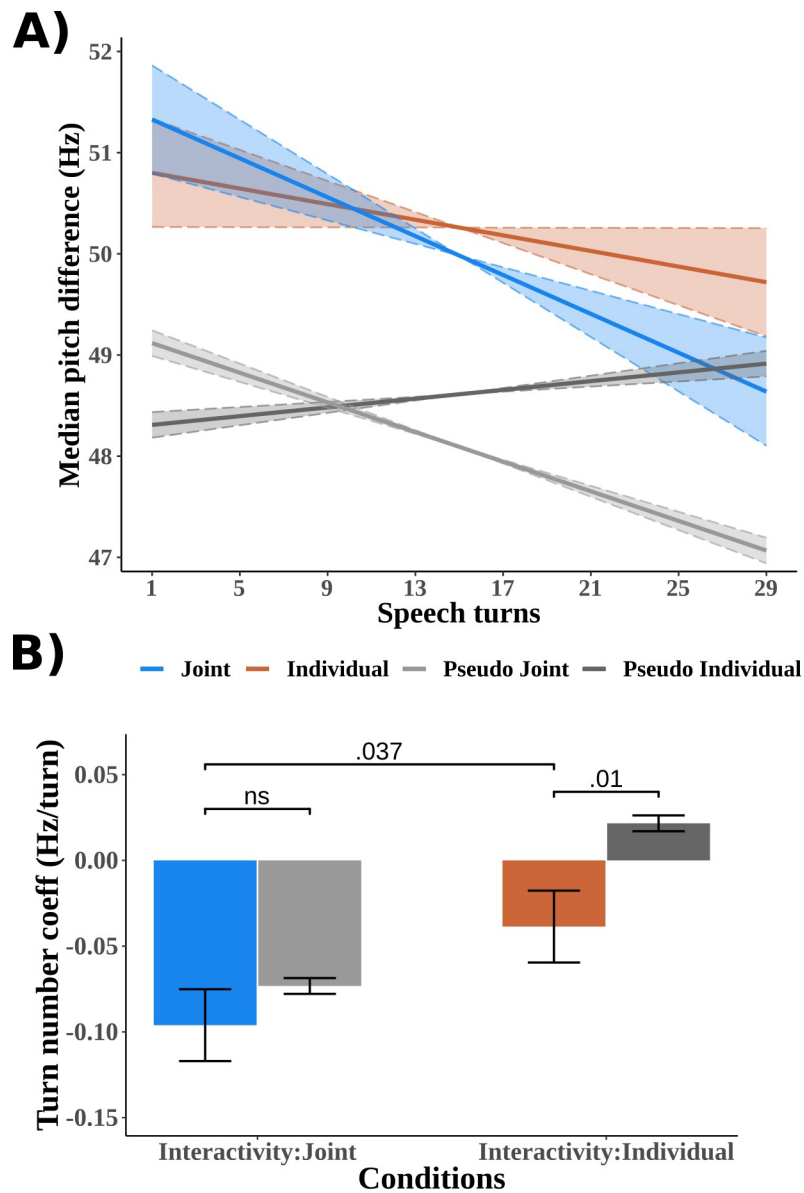 A)
Median pitch difference (Hz)
52
51
50
49
48
47
1 5 9 13 17 21 25 29
Speech turns
B)
Joint Individual Pseudo Joint Pseudo Individual
Turn number coeff (Hz/turn)
0.05
0.00
-0.05
-0.10
-0.15
.037
ns
.01
Interactivity:Joint Interactivity:Individual
Conditions